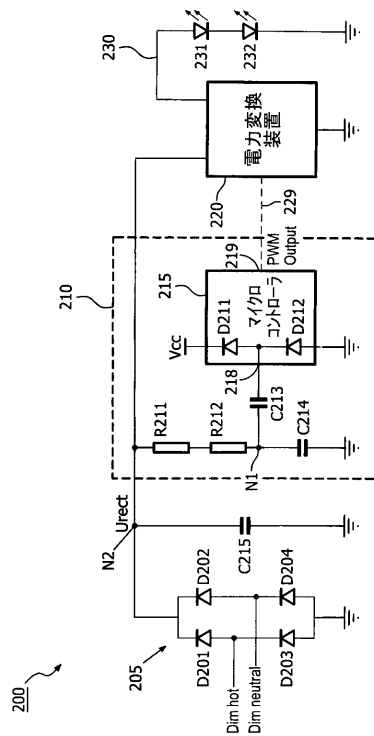 200
205
D201
D202
D203
D204
Dim hot
Dim neutral
N2
Urect
C215
210
R211
R212
N1
C213
C214
Vcc
215
D211
D212
218
マイクロ
コントローラ
219
PWM
Output
229
220
電力変換
装置
230
231
232